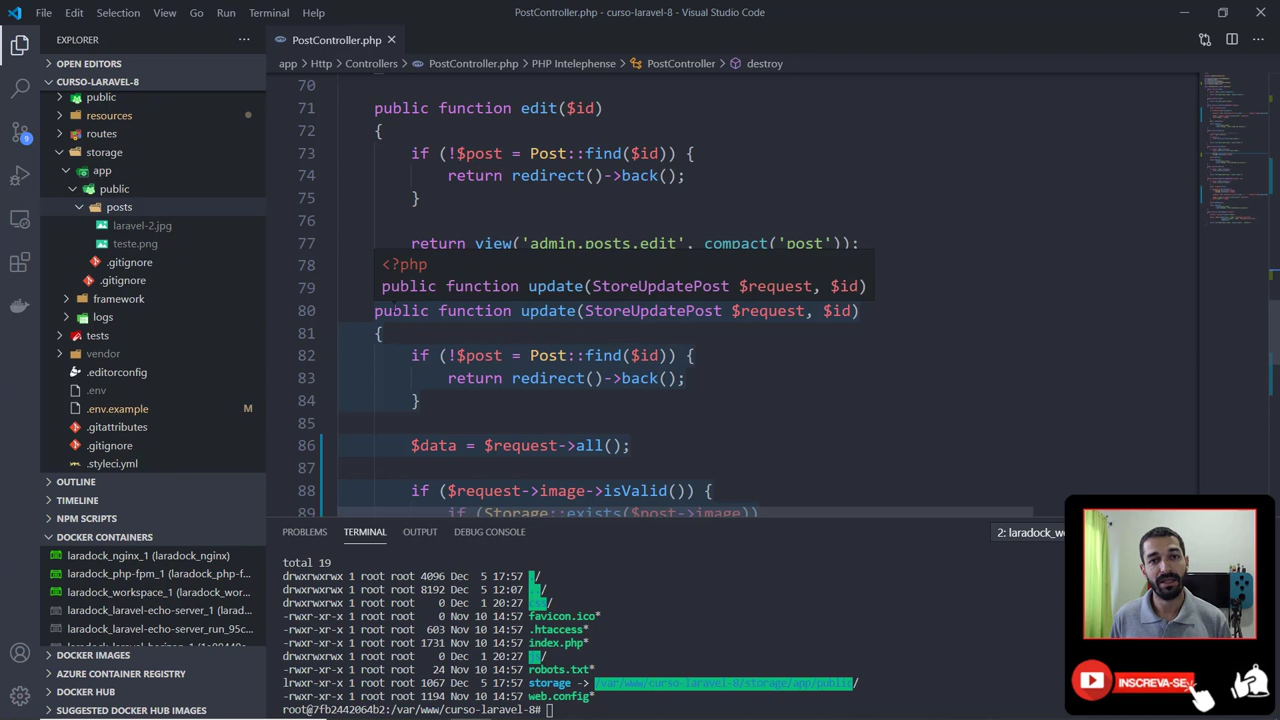 File Edit Selection View Go Run Terminal Help
PostController.php - curso-laravel-8 - Visual Studio Code
EXPLORER
OPEN EDITORS
CURSO-LARAVEL-8
public
resources
routes
storage
app
public
posts
laravel-2.jpg
teste.png
.gitignore
.gitignore
framework
logs
tests
vendor
.editorconfig
.env
.env.example M
.gitattributes
.gitignore
.styleci.yml
OUTLINE
TIMELINE
NPM SCRIPTS
DOCKER CONTAINERS
laradock_nginx_1 (laradock_nginx)
laradock_php-fpm_1 (laradock_php-f...
laradock_workspace_1 (laradock_wor...
laradock_laravel-echo-server_1 (larad...
laradock_laravel-echo-server_run_95c...
DOCKER IMAGES
AZURE CONTAINER REGISTRY
DOCKER HUB
SUGGESTED DOCKER HUB IMAGES
9
PostController.php
app > Http > Controllers > PostController.php > PHP Intelephense > PostController > destroy
70
71 public function edit($id)
72 {
73 if (!$post = Post::find($id)) {
74 return redirect()->back();
75 }
76
77 return view('admin.posts.edit', compact('post'));
78
<?php
79
public function update(StoreUpdatePost $request, $id)
80 public function update(StoreUpdatePost $request, $id)
81 {
82 if (!$post = Post::find($id)) {
83 return redirect()->back();
84 }
85
86 $data = $request->all();
87
88 if ($request->image->isValid()) {
89 if (Storage::exists($post->image))
PROBLEMS TERMINAL OUTPUT DEBUG CONSOLE
2: laradock_wo
total 19
drwxrwxrwx 1 root root 4096 Dec 5 17:57 ./
drwxrwxrwx 1 root root 8192 Dec 5 12:07 ../
drwxrwxrwx 1 root root 0 Dec 1 20:27 css/
-rwxr-xr-x 1 root root 0 Nov 10 14:57 favicon.ico*
-rwxr-xr-x 1 root root 603 Nov 10 14:57 .htaccess*
-rwxr-xr-x 1 root root 1731 Nov 10 14:57 index.php*
drwxrwxrwx 1 root root 0 Dec 1 20:27 js/
-rwxr-xr-x 1 root root 24 Nov 10 14:57 robots.txt*
lrwxr-xr-x 1 root root 1067 Dec 5 17:57 storage -> /var/www/curso-laravel-8/storage/app/public/
-rwxr-xr-x 1 root root 1194 Nov 10 14:57 web.config*
root@7fb2442064b2:/var/www/curso-laravel-8#
INSCREVA-SE